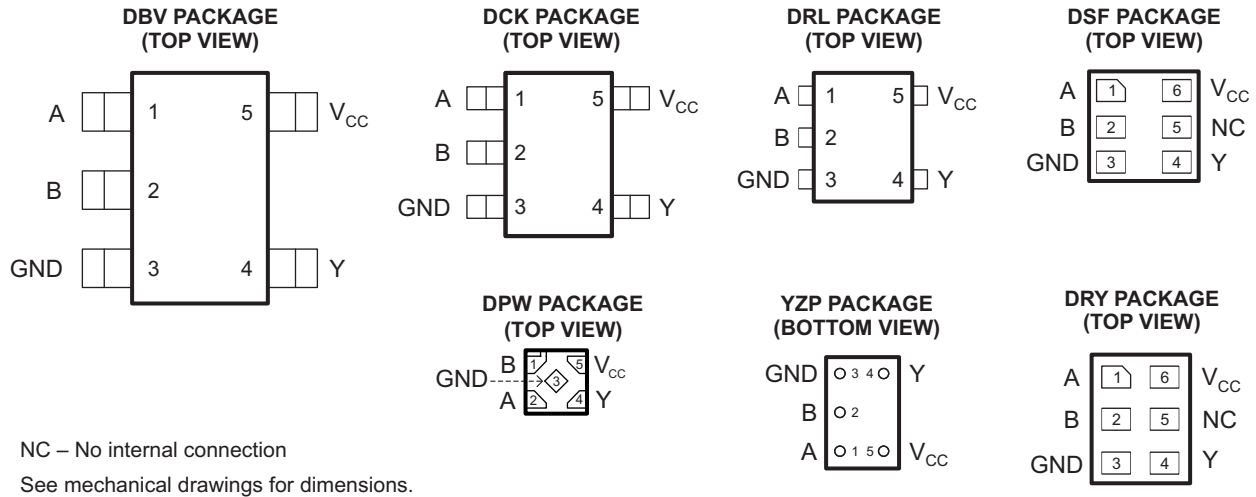 DBV PACKAGE
(TOP VIEW)
A 1 5 VCC
B 2
GND 3 4 Y
DCK PACKAGE
(TOP VIEW)
A 1 5 VCC
B 2
GND 3 4 Y
DRL PACKAGE
(TOP VIEW)
A 1 5 VCC
B 2
GND 3 4 Y
DSF PACKAGE
(TOP VIEW)
A 1 6 VCC
B 2 5 NC
GND 3 4 Y
DPW PACKAGE
(TOP VIEW)
B 1 5 VCC
GND 3
A 2 4 Y
YZP PACKAGE
(BOTTOM VIEW)
GND 3 4 Y
B 2
A 1 5 VCC
DRY PACKAGE
(TOP VIEW)
A 1 6 VCC
B 2 5 NC
GND 3 4 Y
NC – No internal connection
See mechanical drawings for dimensions.